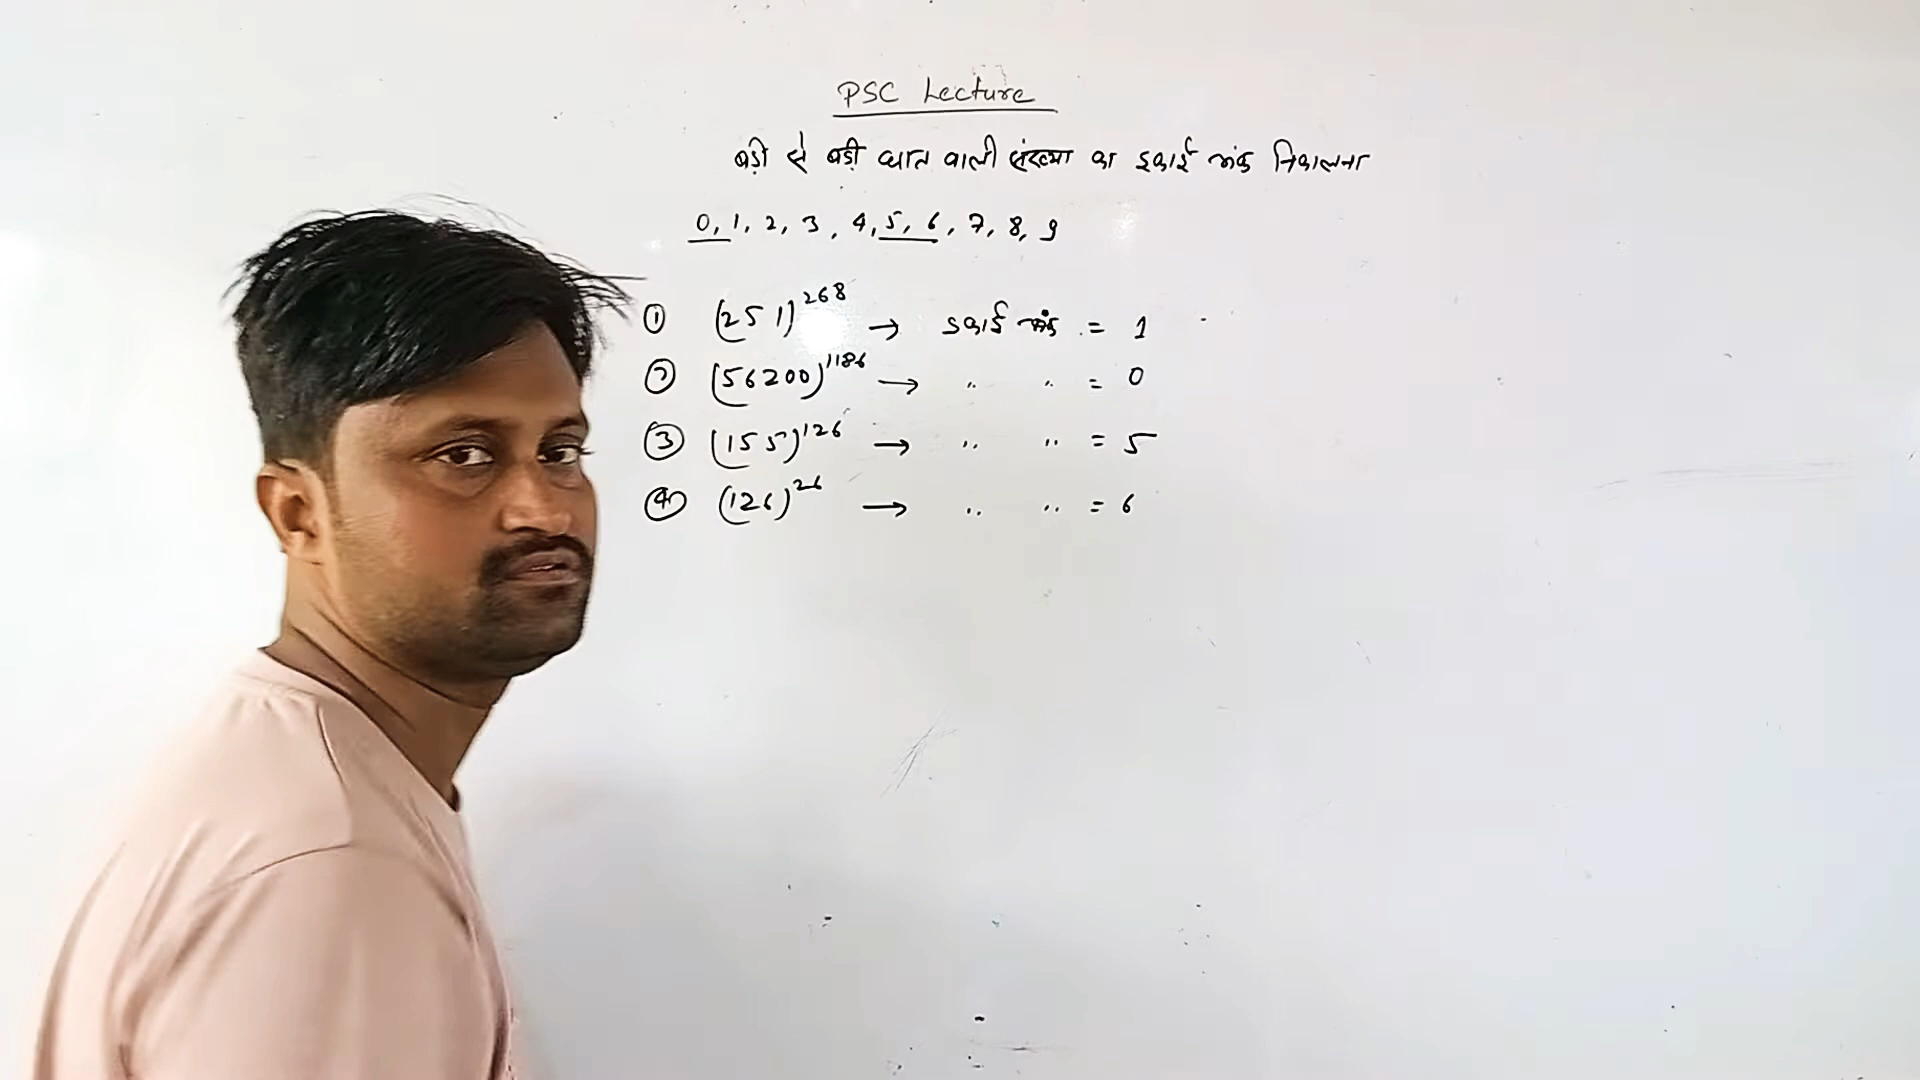 PSC Lecture
बड़ी से बड़ी घात वाली संख्या का इकाई अंक निकालना
0, 1, 2, 3, 4, 5, 6, 7, 8, 9
① (251)^268 → इकाई अंक = 1
② (56200)^1186 → " " = 0
③ (155)^126 → " " = 5
④ (126)^26 → " " = 6